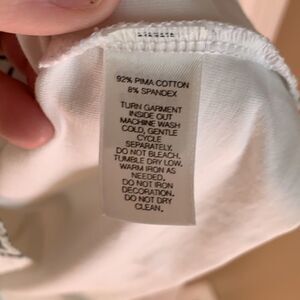 92% PIMA COTTON
8% SPANDEX
TURN GARMENT
INSIDE OUT
MACHINE WASH
COLD, GENTLE
CYCLE
SEPARATELY.
DO NOT BLEACH.
TUMBLE DRY LOW.
WARM IRON AS
NEEDED.
DO NOT IRON
DECORATION.
DO NOT DRY
CLEAN.